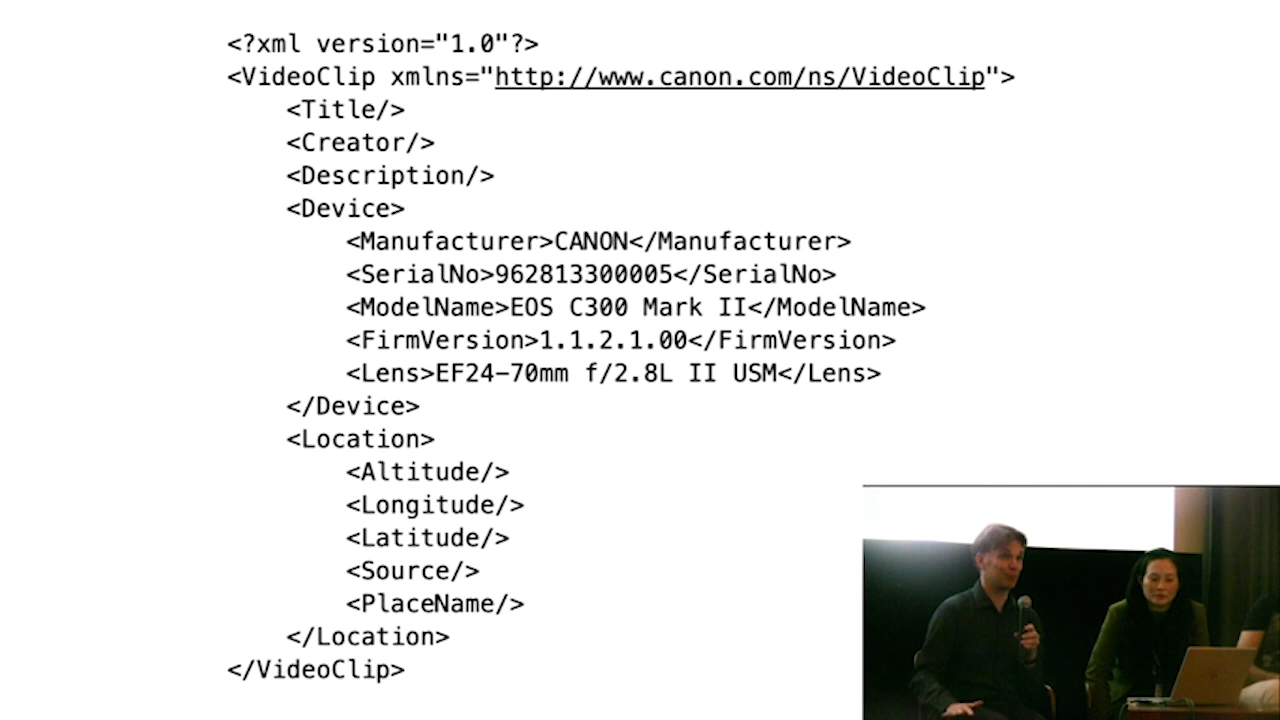 <?xml version="1.0"?>
<VideoClip xmlns="http://www.canon.com/ns/VideoClip">
    <Title/>
    <Creator/>
    <Description/>
    <Device>
        <Manufacturer>CANON</Manufacturer>
        <SerialNo>962813300005</SerialNo>
        <ModelName>EOS C300 Mark II</ModelName>
        <FirmVersion>1.1.2.1.00</FirmVersion>
        <Lens>EF24-70mm f/2.8L II USM</Lens>
    </Device>
    <Location>
        <Altitude/>
        <Longitude/>
        <Latitude/>
        <Source/>
        <PlaceName/>
    </Location>
</VideoClip>